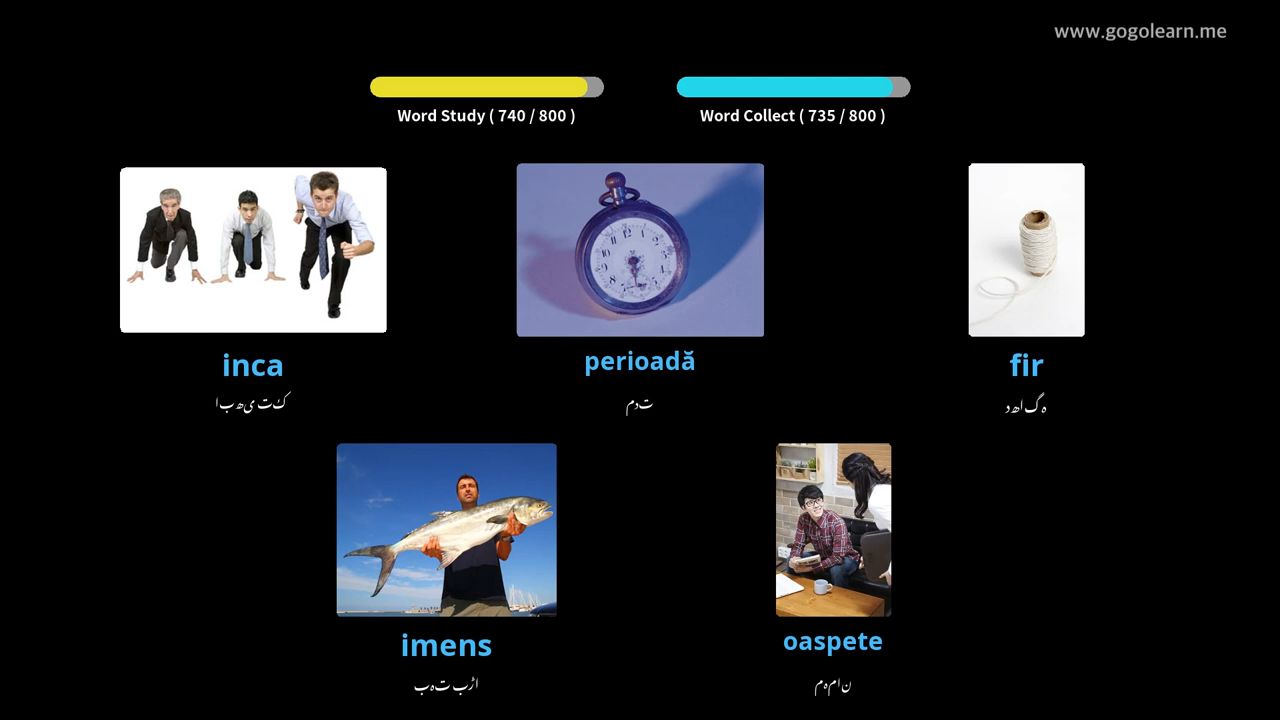 www.gogolearn.me
Word Study ( 740 / 800 )
Word Collect ( 735 / 800 )
inca
ابھی تک
perioadă
مدت
fir
دھاگہ
imens
بہت بڑا
oaspete
مہمان